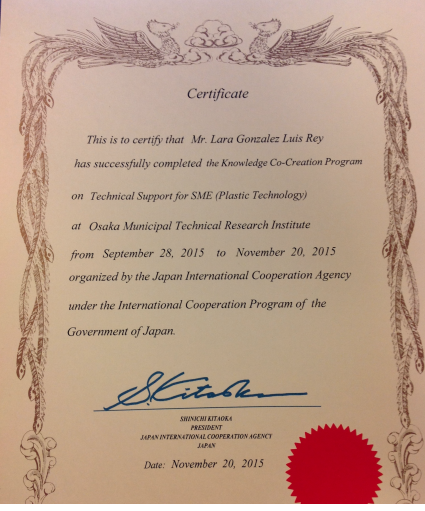 Certificate
This is to certify that Mr. Lara Gonzalez Luis Rey
has successfully completed the Knowledge Co-Creation Program
on Technical Support for SME (Plastic Technology)
at Osaka Municipal Technical Research Institute
from September 28, 2015 to November 20, 2015
organized by the Japan International Cooperation Agency
under the International Cooperation Program of the
Government of Japan.
S. Kitaoka
SHINICHI KITAOKA
PRESIDENT
JAPAN INTERNATIONAL COOPERATION AGENCY
JAPAN
Date: November 20, 2015